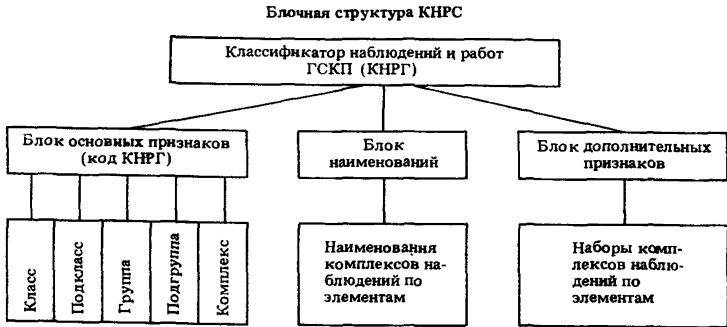 Блочная структура КНРС
Классификатор наблюдений и работ
ГСКП (КНРГ)
Блок основных признаков
(код КНРГ)
Блок
наименований
Блок дополнительных
признаков
Класс
Подкласс
Группа
Подгруппа
Комплекс
Наименования
комплексов на-
блюдений по
элементам
Наборы комп-
лексов наблю-
дений по
элементам